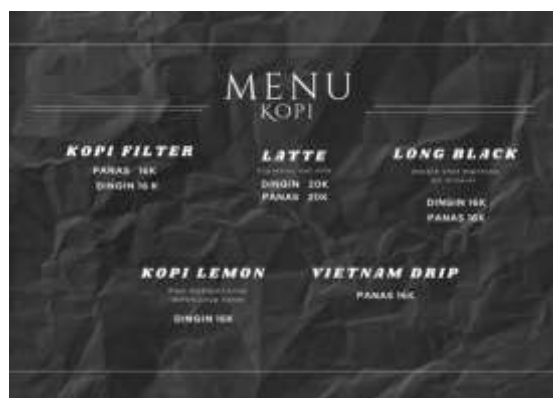 MENU
KOPI
KOPI FILTER
PANAS 16K
DINGIN 16 K
LATTE
DINGIN 20K
PANAS 20K
LONG BLACK
DINGIN 16K
PANAS 16K
KOPI LEMON
DINGIN 16K
VIETNAM DRIP
PANAS 16K